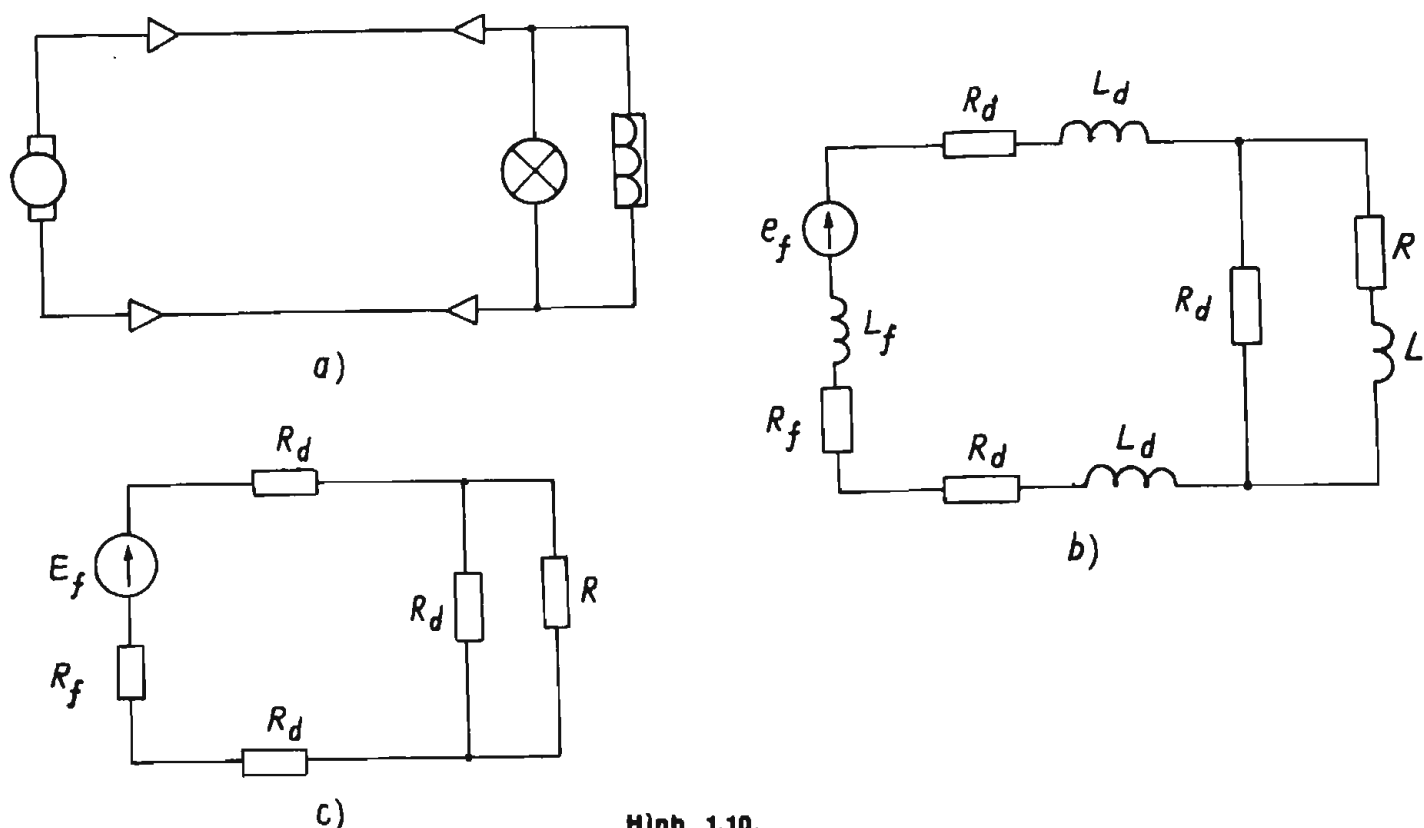 a)
R_d L_d
e_f
L_f
R_f
R_d
R
L
R_d L_d
b)
R_d
E_f
R_d
R
R_f
R_d
c)
Hình 1.10.